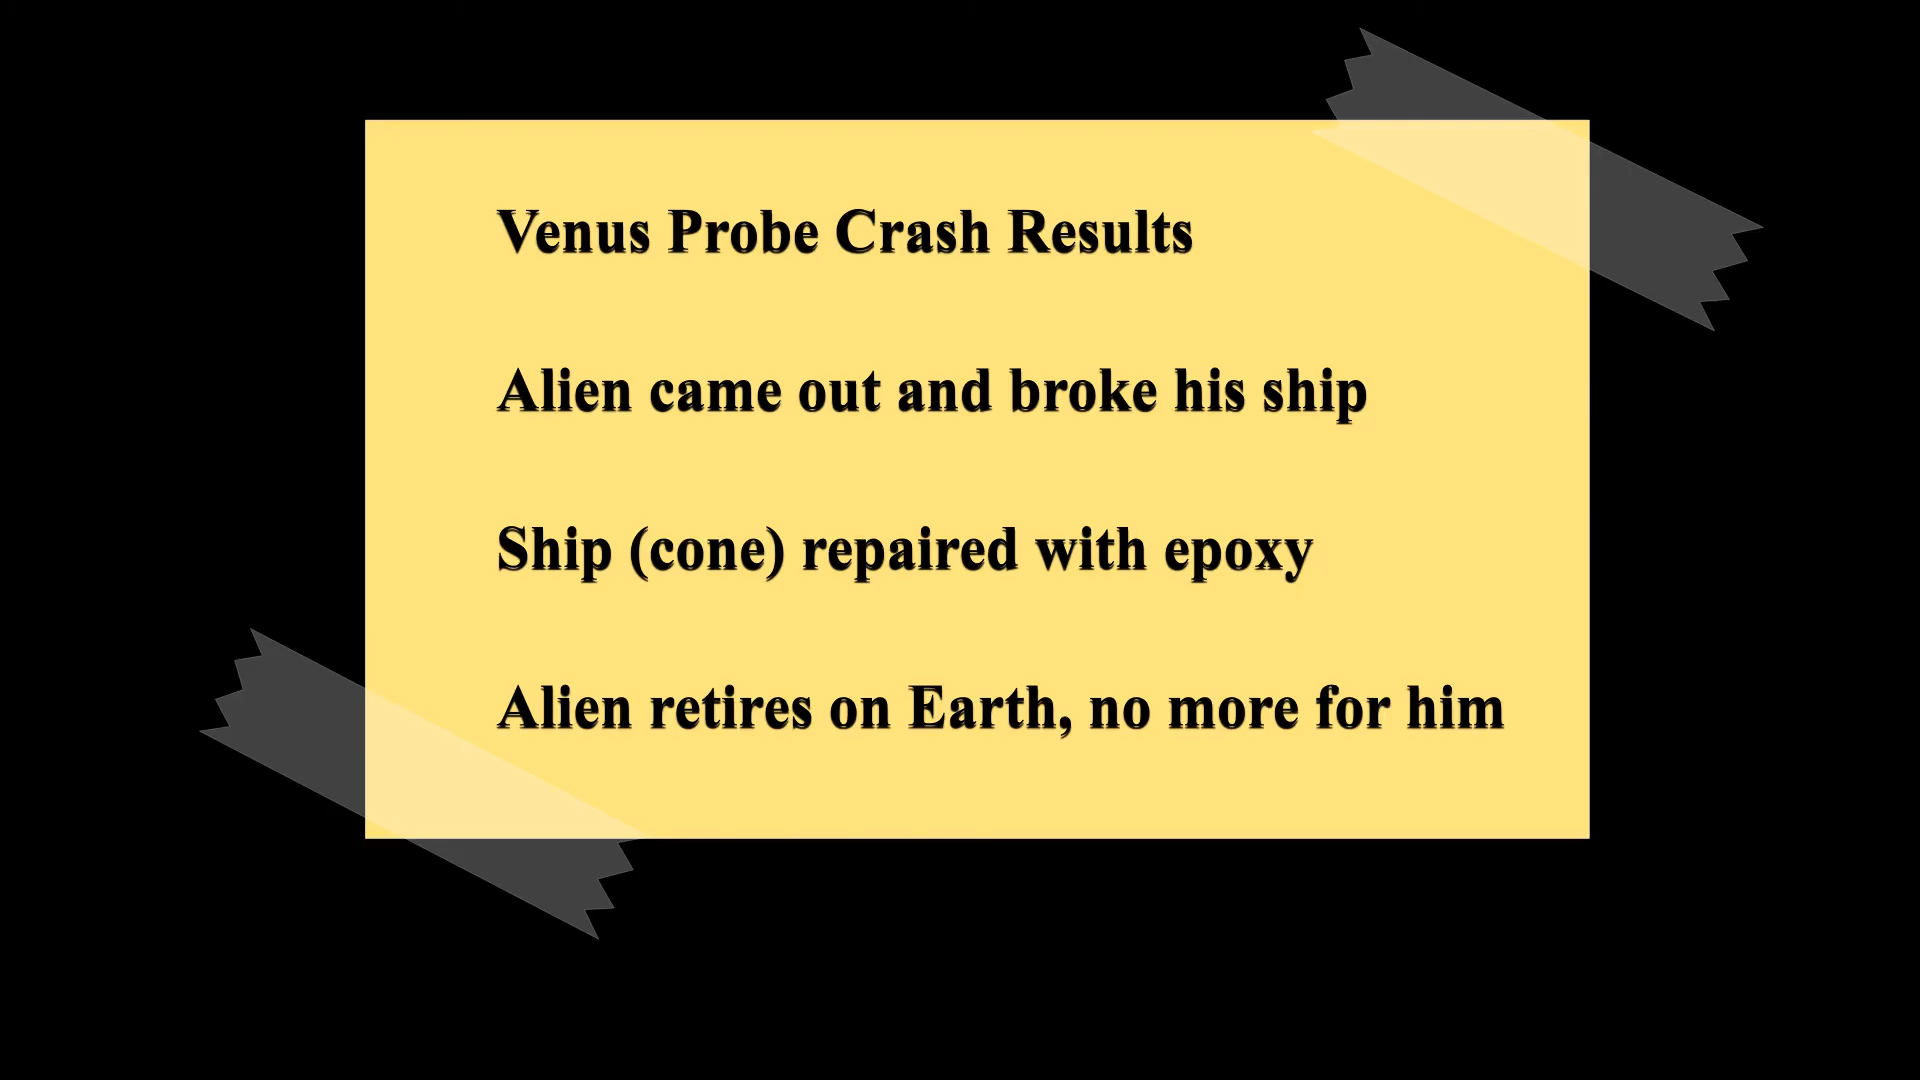 Venus Probe Crash Results
Alien came out and broke his ship
Ship (cone) repaired with epoxy
Alien retires on Earth, no more for him